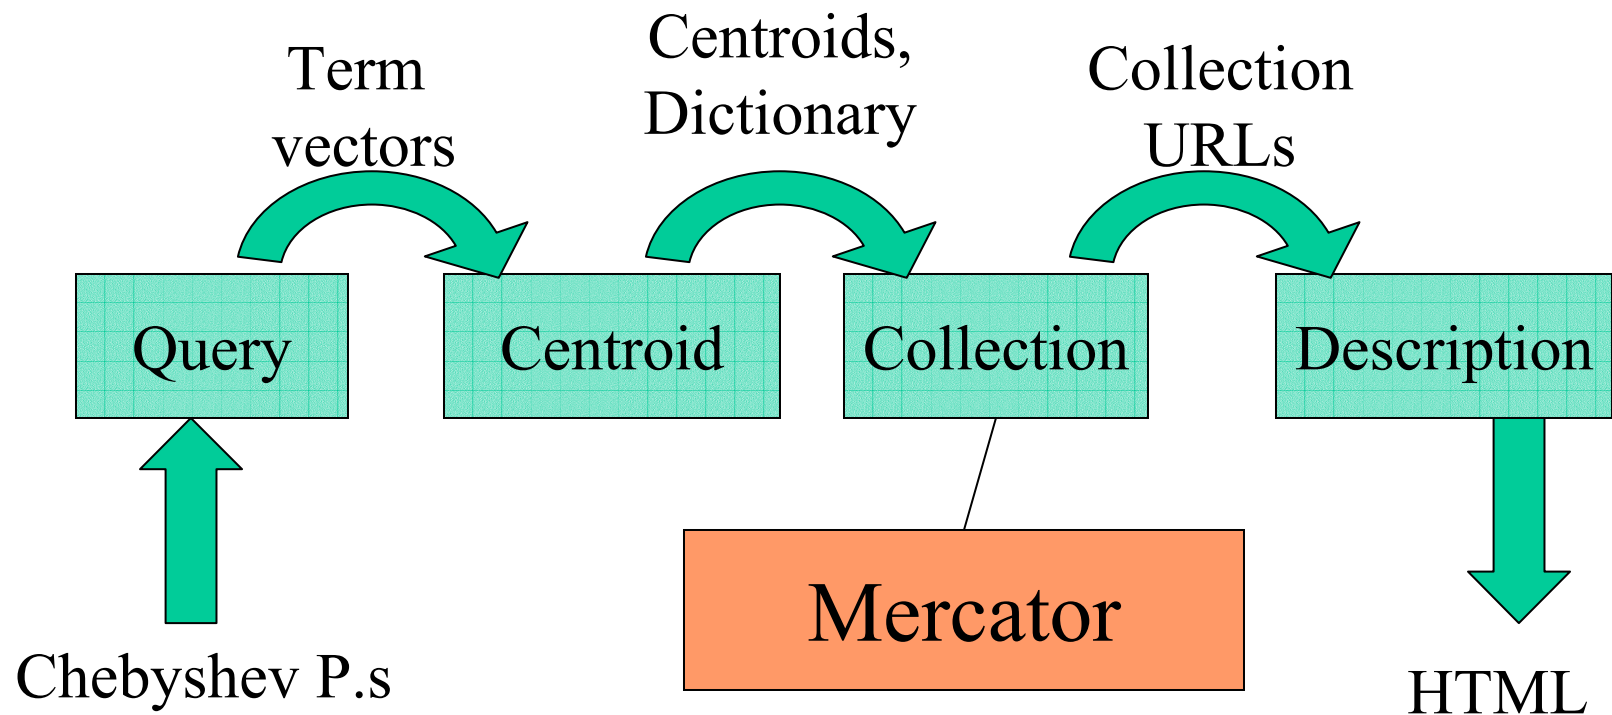 Term
vectors
Centroids,
Dictionary
Collection
URLs
Query
Centroid
Collection
Description
Mercator
Chebyshev P.s
HTML